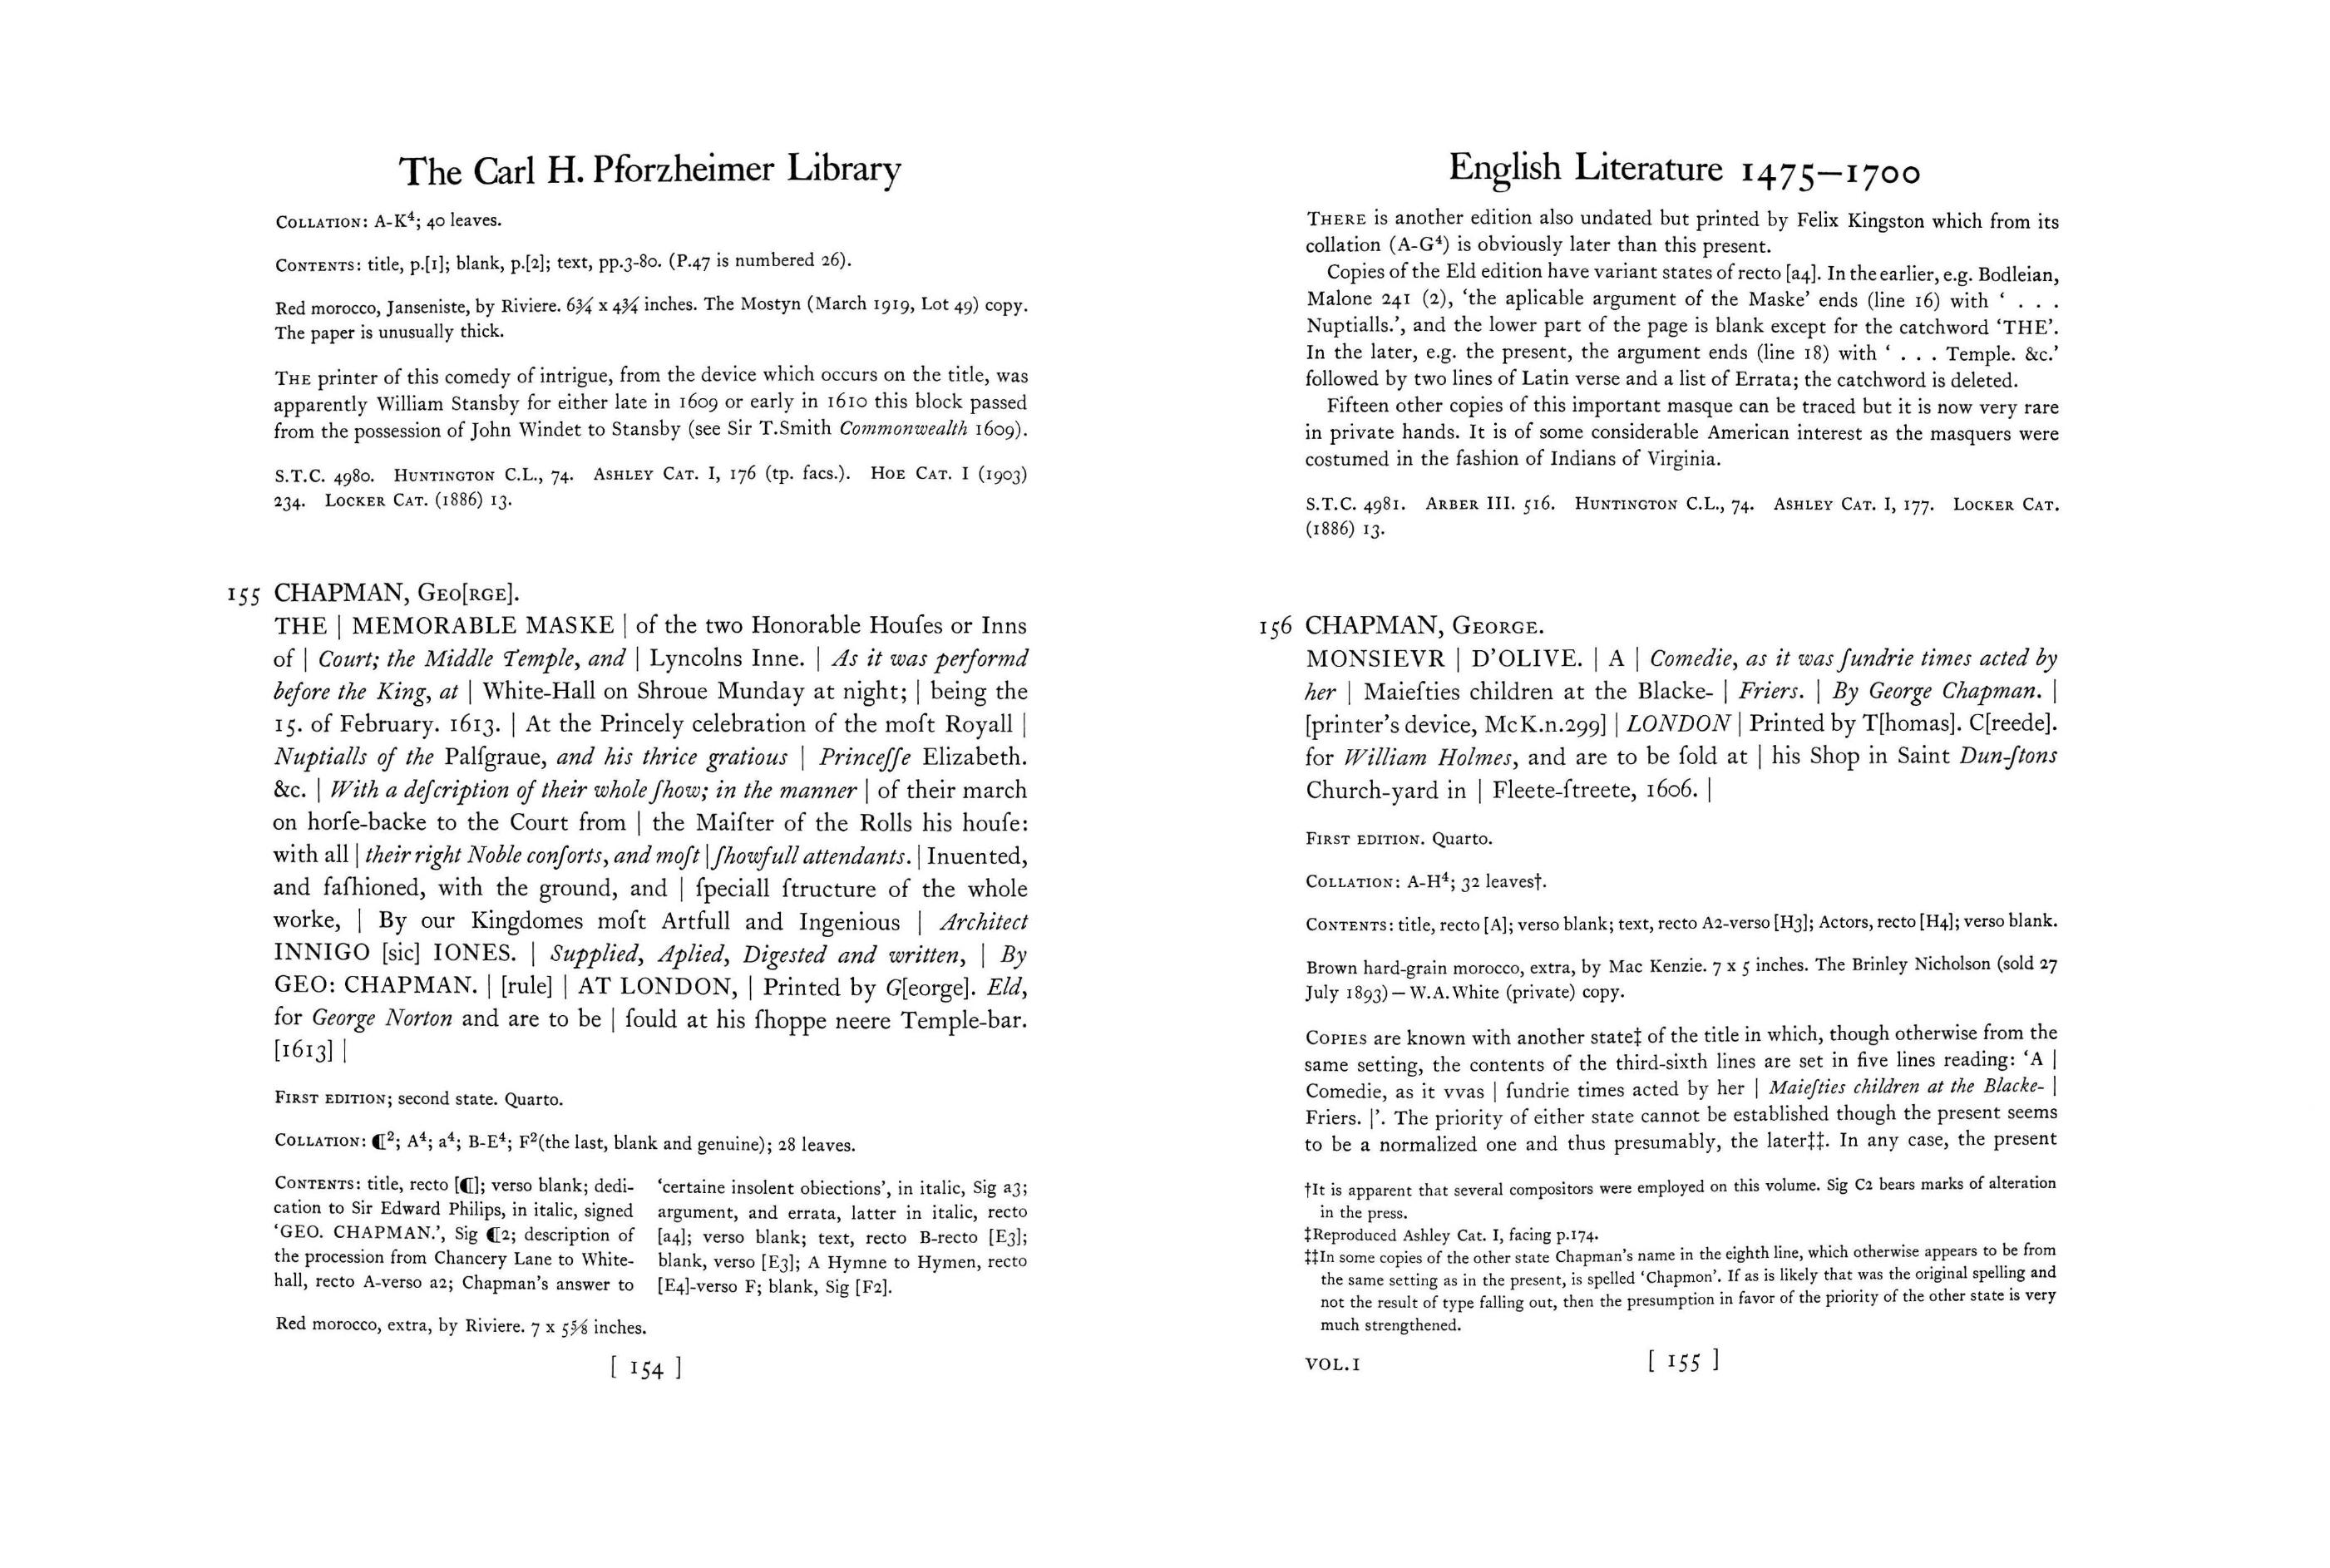 The Carl H. Pforzheimer Library
COLLATION: A-K⁴; 40 leaves.
CONTENTS: title, p.[1]; blank, p.[2]; text, pp.3-80. (P.47 is numbered 26).
Red morocco, Janseniste, by Riviere. 6¾ x 4¾ inches. The Mostyn (March 1919, Lot 49) copy.
The paper is unusually thick.
THE printer of this comedy of intrigue, from the device which occurs on the title, was
apparently William Stansby for either late in 1609 or early in 1610 this block passed
from the possession of John Windet to Stansby (see Sir T.Smith Commonwealth 1609).
S.T.C. 4980. HUNTINGTON C.L., 74. ASHLEY CAT. I, 176 (tp. facs.). HOE CAT. I (1903)
234. LOCKER CAT. (1886) 13.
155 CHAPMAN, GEO[RGE].
THE | MEMORABLE MASKE | of the two Honorable Houſes or Inns
of | Court; the Middle Temple, and | Lyncolns Inne. | As it was performd
before the King, at | White-Hall on Shroue Munday at night; | being the
15. of February. 1613. | At the Princely celebration of the moſt Royall |
Nuptialls of the Palſgraue, and his thrice gratious | Princeſſe Elizabeth.
&c. | With a deſcription of their whole ſhow; in the manner | of their march
on horſe-backe to the Court from | the Maiſter of the Rolls his houſe:
with all | their right Noble conſorts, and moſt | ſhowfull attendants. | Inuented,
and faſhioned, with the ground, and | ſpeciall ſtructure of the whole
worke, | By our Kingdomes moſt Artfull and Ingenious | Architect
INNIGO [sic] IONES. | Supplied, Aplied, Digested and written, | By
GEO: CHAPMAN. | [rule] | AT LONDON, | Printed by G[eorge]. Eld,
for George Norton and are to be | ſould at his ſhoppe neere Temple-bar.
[1613] |
FIRST EDITION; second state. Quarto.
COLLATION: ¶²; A⁴; a⁴; B-E⁴; F²(the last, blank and genuine); 28 leaves.
CONTENTS: title, recto [¶]; verso blank; dedi-
cation to Sir Edward Philips, in italic, signed
'GEO. CHAPMAN.', Sig ¶2; description of
the procession from Chancery Lane to White-
hall, recto A-verso a2; Chapman's answer to
'certaine insolent obiections', in italic, Sig a3;
argument, and errata, latter in italic, recto
[a4]; verso blank; text, recto B-recto [E3];
blank, verso [E3]; A Hymne to Hymen, recto
[E4]-verso F; blank, Sig [F2].
Red morocco, extra, by Riviere. 7 x 5⅝ inches.
[ 154 ]
English Literature 1475–1700
THERE is another edition also undated but printed by Felix Kingston which from its
collation (A-G⁴) is obviously later than this present.
Copies of the Eld edition have variant states of recto [a4]. In the earlier, e.g. Bodleian,
Malone 241 (2), 'the aplicable argument of the Maske' ends (line 16) with ' . . .
Nuptialls.', and the lower part of the page is blank except for the catchword 'THE'.
In the later, e.g. the present, the argument ends (line 18) with ' . . . Temple. &c.'
followed by two lines of Latin verse and a list of Errata; the catchword is deleted.
Fifteen other copies of this important masque can be traced but it is now very rare
in private hands. It is of some considerable American interest as the masquers were
costumed in the fashion of Indians of Virginia.
S.T.C. 4981. ARBER III. 516. HUNTINGTON C.L., 74. ASHLEY CAT. I, 177. LOCKER CAT.
(1886) 13.
156 CHAPMAN, GEORGE.
MONSIEVR | D'OLIVE. | A | Comedie, as it was ſundrie times acted by
her | Maieſties children at the Blacke- | Friers. | By George Chapman. |
[printer's device, McK.n.299] | LONDON | Printed by T[homas]. C[reede].
for William Holmes, and are to be ſold at | his Shop in Saint Dun-ſtons
Church-yard in | Fleete-ſtreete, 1606. |
FIRST EDITION. Quarto.
COLLATION: A-H⁴; 32 leaves†.
CONTENTS: title, recto [A]; verso blank; text, recto A2-verso [H3]; Actors, recto [H4]; verso blank.
Brown hard-grain morocco, extra, by Mac Kenzie. 7 x 5 inches. The Brinley Nicholson (sold 27
July 1893) — W.A.White (private) copy.
COPIES are known with another state‡ of the title in which, though otherwise from the
same setting, the contents of the third-sixth lines are set in five lines reading: 'A |
Comedie, as it vvas | ſundrie times acted by her | Maieſties children at the Blacke- |
Friers. |'. The priority of either state cannot be established though the present seems
to be a normalized one and thus presumably, the later‡‡. In any case, the present
†It is apparent that several compositors were employed on this volume. Sig C2 bears marks of alteration
in the press.
‡Reproduced Ashley Cat. I, facing p.174.
‡‡In some copies of the other state Chapman's name in the eighth line, which otherwise appears to be from
the same setting as in the present, is spelled 'Chapmon'. If as is likely that was the original spelling and
not the result of type falling out, then the presumption in favor of the priority of the other state is very
much strengthened.
VOL.I
[ 155 ]